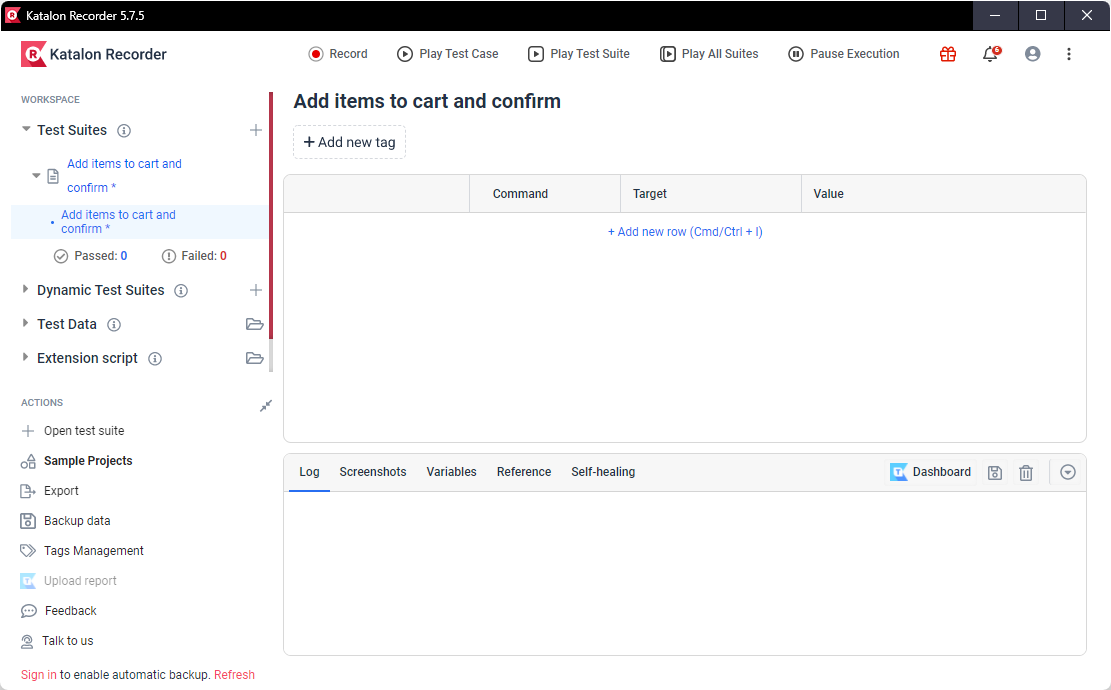 Katalon Recorder 5.7.5
Katalon Recorder
Record
Play Test Case
Play Test Suite
Play All Suites
Pause Execution
6
WORKSPACE
Test Suites
Add items to cart and
confirm *
Add items to cart and
confirm *
Passed: 0
Failed: 0
Dynamic Test Suites
Test Data
Extension script
ACTIONS
Open test suite
Sample Projects
Export
Backup data
Tags Management
Upload report
Feedback
Talk to us
Sign in to enable automatic backup. Refresh
Add items to cart and confirm
+ Add new tag
Command
Target
Value
+ Add new row (Cmd/Ctrl + I)
Log
Screenshots
Variables
Reference
Self-healing
Dashboard